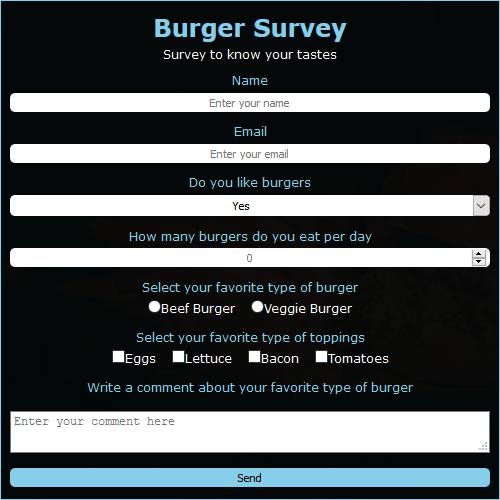 Burger Survey
Survey to know your tastes
Name
Enter your name
Email
Enter your email
Do you like burgers
Yes
How many burgers do you eat per day
0
Select your favorite type of burger
Beef Burger Veggie Burger
Select your favorite type of toppings
Eggs Lettuce Bacon Tomatoes
Write a comment about your favorite type of burger
Enter your comment here
Send